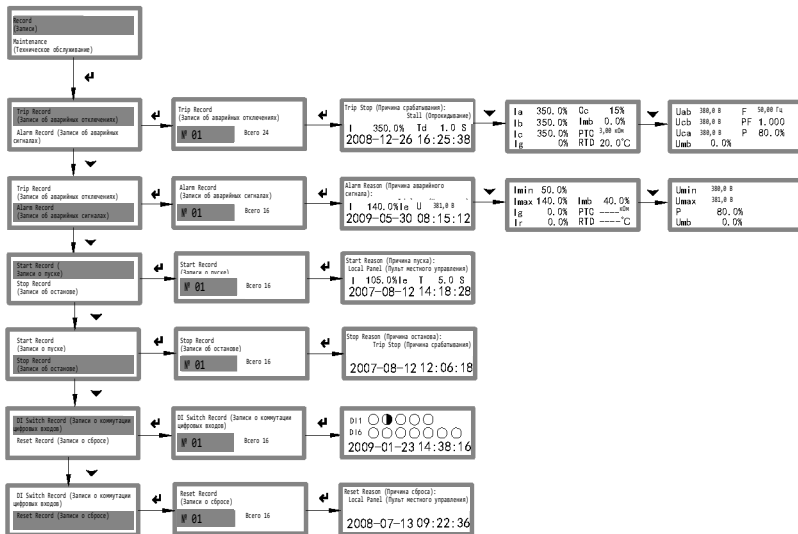 Record
(Записи)
Maintenance
(Техническое обслуживание)
Trip Record
(Записи об аварийных отключениях)
Alarm Record (Записи об аварийных
сигналах)
Trip Record
(Записи об аварийных отключениях)
№ 01 Всего 24
Trip Stop (Причина срабатывания):
Stall (Опрокидывание)
I 350.0% Td 1.0 S
2008-12-26 16:25:38
Ia 350.0% Qc 15%
Ib 350.0% Imb 0.0%
Ic 350.0% PTC 3,00 кОм
Ig 0% RTD 20.0°C
Uab 380,0 В F 50,00 Гц
Ucb 380,0 В PF 1.000
Uca 380,0 В P 80.0%
Umb 0.0%
Trip Record
(Записи об аварийных отключениях)
Alarm Record
(Записи об аварийных сигналах)
Alarm Record
(Записи об аварийных сигналах)
№ 01 Всего 16
Alarm Reason (Причина аварийного
сигнала):
I 140.0%Ie U 381,0 В
2009-05-30 08:15:12
Imin 50.0%
Imax 140.0% Imb 40.0%
Ig 0.0% PTC ---- кОм
Ir 0.0% RTD ----°C
Umin 380,0 В
Umax 381,0 В
P 80.0%
Umb 0.0%
Start Record (
Записи о пуске)
Stop Record
(Записи об останове)
Start Record
(Записи о пуске)
№ 01 Всего 16
Start Reason (Причина пуска):
Local Panel (Пульт местного управления)
I 105.0%Ie T 5.0 S
2007-08-12 14:18:28
Start Record
(Записи о пуске)
Stop Record
(Записи об останове)
Stop Record
(Записи об останове)
№ 01 Всего 16
Stop Reason (Причина останова):
Trip Stop (Причина срабатывания)
2007-08-12 12:06:18
DI Switch Record (Записи о коммутации
цифровых входов)
Reset Record (Записи о сбросе)
DI Switch Record (Записи о коммутации
цифровых входов)
№ 01 Всего 16
DI1
DI6
2009-01-23 14:38:16
DI Switch Record (Записи о коммутации
цифровых входов)
Reset Record (Записи о сбросе)
Reset Record
(Записи о сбросе)
№ 01 Всего 16
Reset Reason (Причина сброса):
Local Panel (Пульт местного управления)
2008-07-13 09:22:36